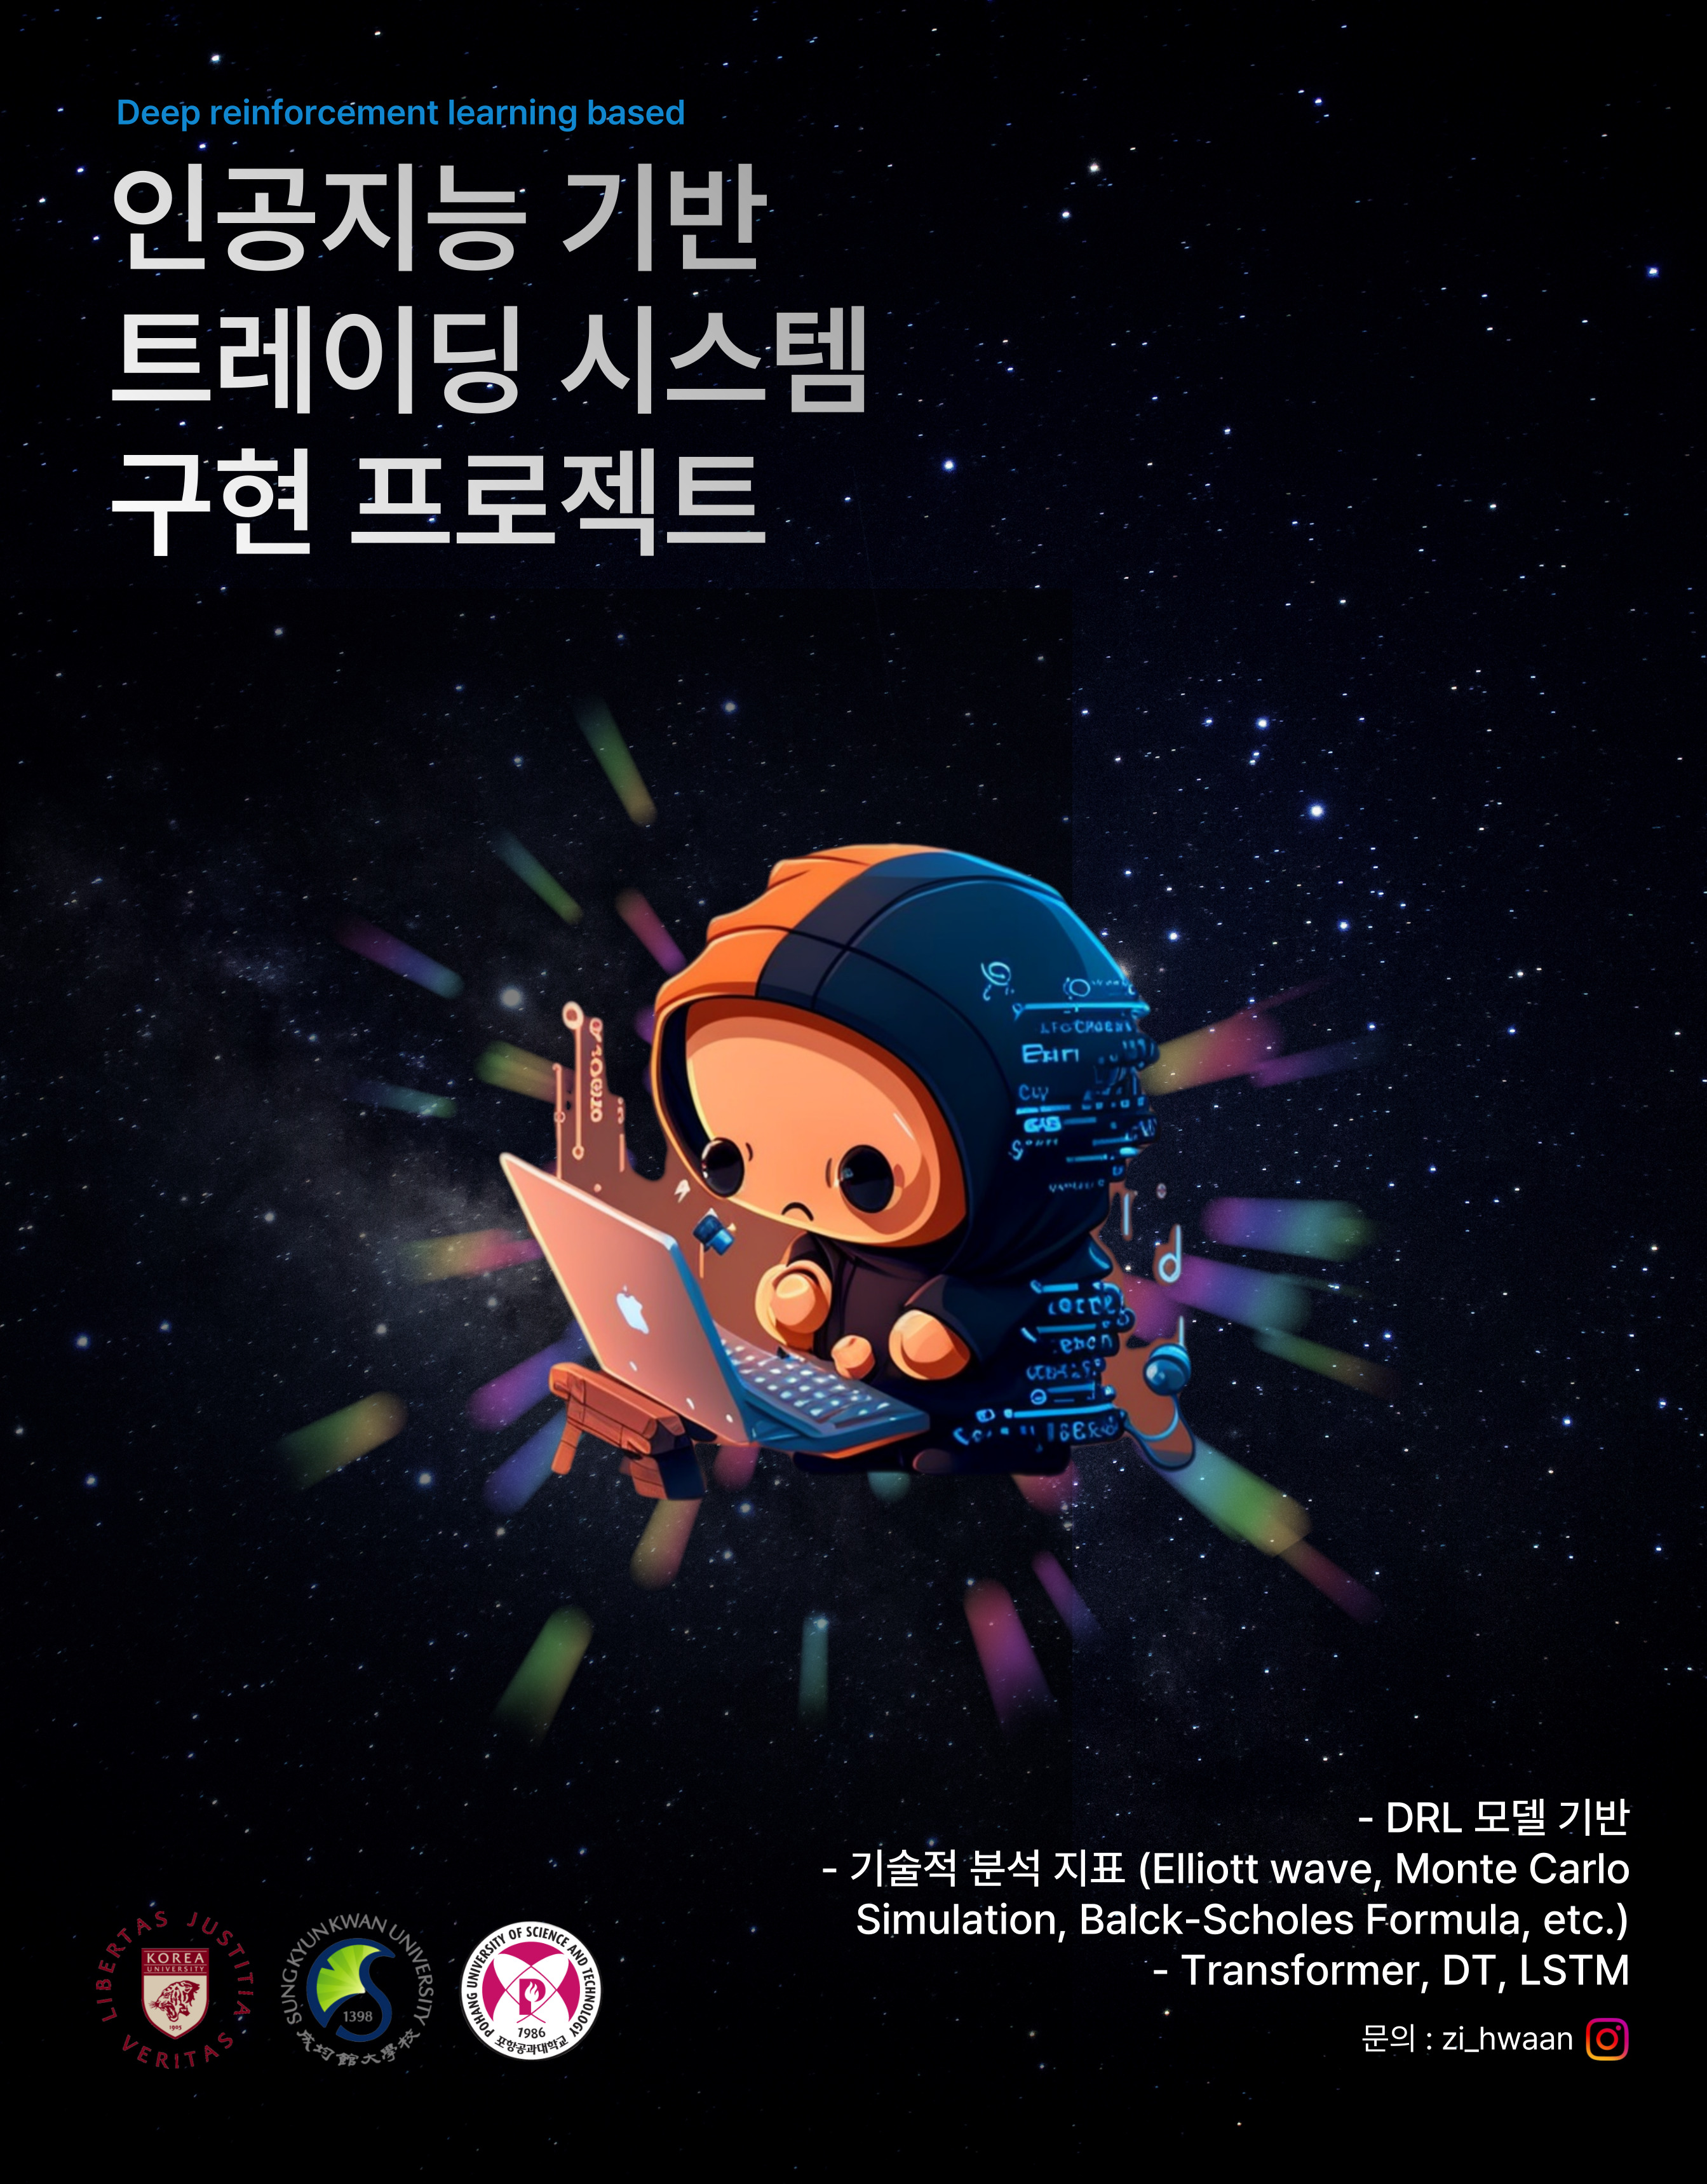 Deep reinforcement learning based
인공지능 기반
트레이딩 시스템
구현 프로젝트
- DRL 모델 기반
- 기술적 분석 지표 (Elliott wave, Monte Carlo
Simulation, Balck-Scholes Formula, etc.)
- Transformer, DT, LSTM
문의 : zi_hwaan
LIBERTAS JUSTITIA VERITAS
KOREA
UNIVERSITY
1905
SUNGKYUNKWAN UNIVERSITY
1398
成均館大學校
POHANG UNIVERSITY OF SCIENCE AND TECHNOLOGY
1986
포항공과대학교